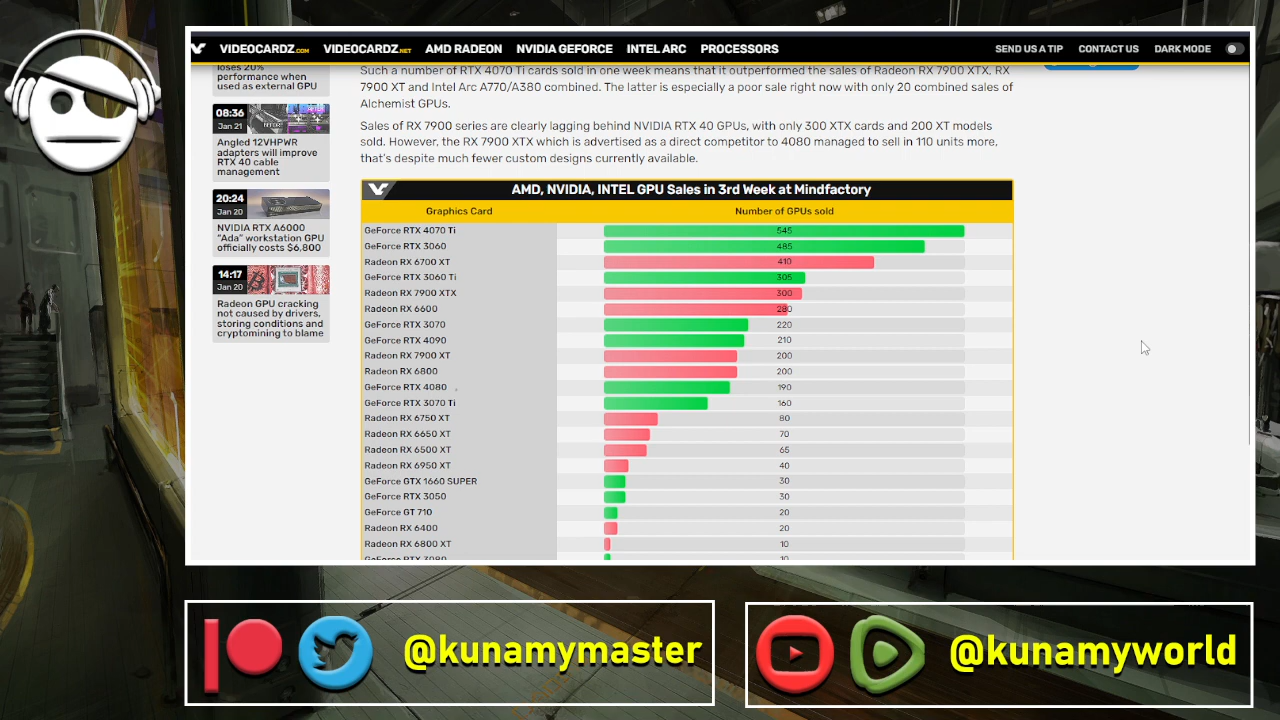 VIDEOCARDZ.COM VIDEOCARDZ.NET AMD RADEON NVIDIA GEFORCE INTEL ARC PROCESSORS SEND US A TIP CONTACT US DARK MODE
loses 20%
performance when
used as external GPU
08:36
Jan 21
Angled 12VHPWR
adapters will improve
RTX 40 cable
management
20:24
Jan 20
NVIDIA RTX A6000
"Ada" workstation GPU
officially costs $6,800
14:17
Jan 20
Radeon GPU cracking
not caused by drivers,
storing conditions and
cryptomining to blame
Such a number of RTX 4070 Ti cards sold in one week means that it outperformed the sales of Radeon RX 7900 XTX, RX
7900 XT and Intel Arc A770/A380 combined. The latter is especially a poor sale right now with only 20 combined sales of
Alchemist GPUs.
Sales of RX 7900 series are clearly lagging behind NVIDIA RTX 40 GPUs, with only 300 XTX cards and 200 XT models
sold. However, the RX 7900 XTX which is advertised as a direct competitor to 4080 managed to sell in 110 units more,
that's despite much fewer custom designs currently available.
AMD, NVIDIA, INTEL GPU Sales in 3rd Week at Mindfactory
Graphics Card Number of GPUs sold
GeForce RTX 4070 Ti 545
GeForce RTX 3060 485
Radeon RX 6700 XT 410
GeForce RTX 3060 Ti 305
Radeon RX 7900 XTX 300
Radeon RX 6600 280
GeForce RTX 3070 220
GeForce RTX 4090 210
Radeon RX 7900 XT 200
Radeon RX 6800 200
GeForce RTX 4080 190
GeForce RTX 3070 Ti 160
Radeon RX 6750 XT 80
Radeon RX 6650 XT 70
Radeon RX 6500 XT 65
Radeon RX 6950 XT 40
GeForce GTX 1660 SUPER 30
GeForce RTX 3050 30
GeForce GT 710 20
Radeon RX 6400 20
Radeon RX 6800 XT 10
GeForce RTX 3080 10
@kunamymaster
@kunamyworld